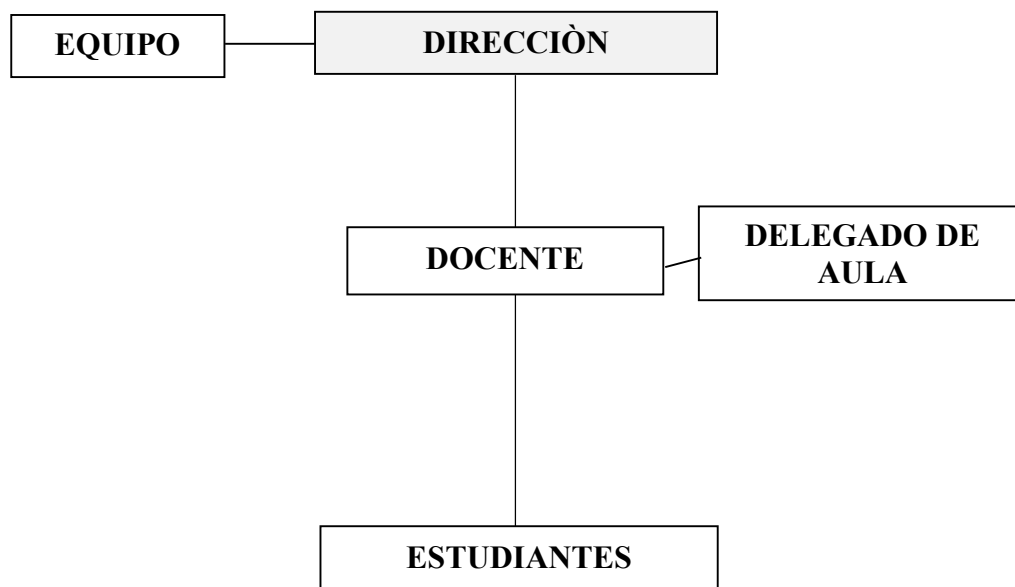 EQUIPO
DIRECCIÒN
DOCENTE
DELEGADO DE
AULA
ESTUDIANTES